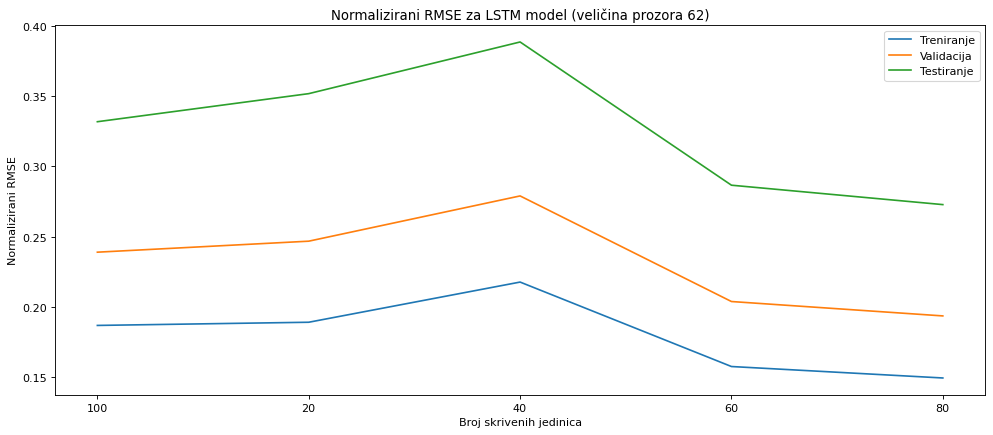 Normalizirani RMSE za LSTM model (veličina prozora 62)
0.40
0.35
0.30
0.25
0.20
0.15
Normalizirani RMSE
Treniranje
Validacija
Testiranje
100 20 40 60 80
Broj skrivenih jedinica